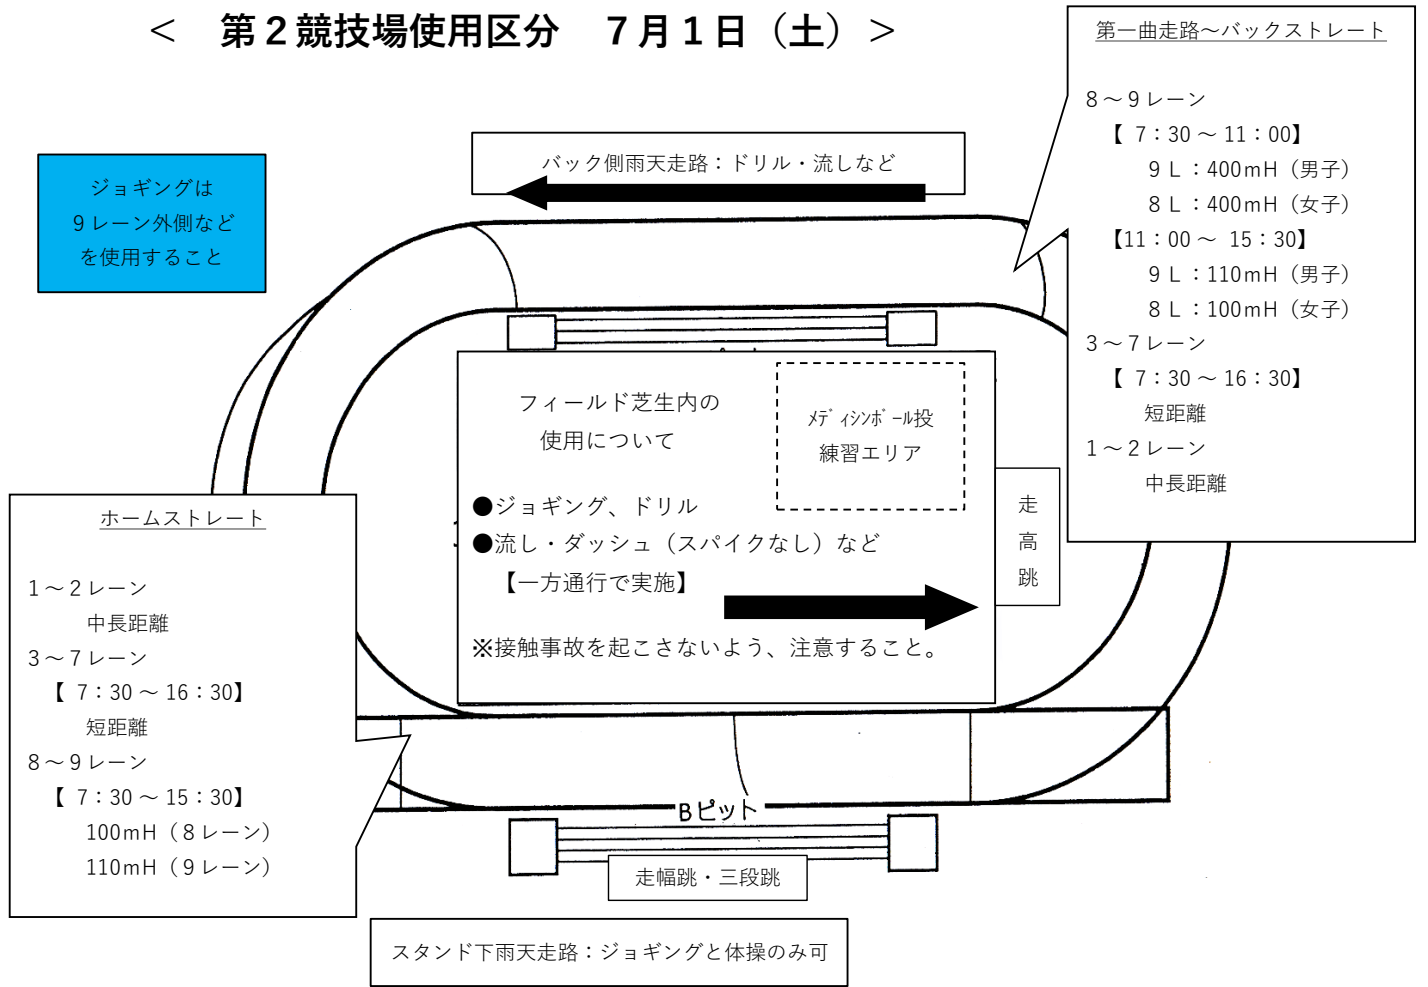 ＜　第２競技場使用区分　７月１日（土）＞
第一曲走路～バックストレート
８～９レーン
【 7：30 ～ 11：00】
９Ｌ：400mH（男子）
８Ｌ：400mH（女子）
【11：00 ～ 15：30】
９Ｌ：110mH（男子）
８Ｌ：100mH（女子）
３～７レーン
【 7：30 ～ 16：30】
短距離
１～２レーン
中長距離
バック側雨天走路：ドリル・流しなど
ジョギングは
９レーン外側など
を使用すること
フィールド芝生内の
使用について
ﾒﾃﾞｨｼﾝﾎﾞｰﾙ投
練習エリア
●ジョギング、ドリル
●流し・ダッシュ（スパイクなし）など
【一方通行で実施】
※接触事故を起こさないよう、注意すること。
走
高
跳
ホームストレート
１～２レーン
中長距離
３～７レーン
【 7：30 ～ 16：30】
短距離
８～９レーン
【 7：30 ～ 15：30】
100mH（８レーン）
110mH（９レーン）
Bピット
走幅跳・三段跳
スタンド下雨天走路：ジョギングと体操のみ可